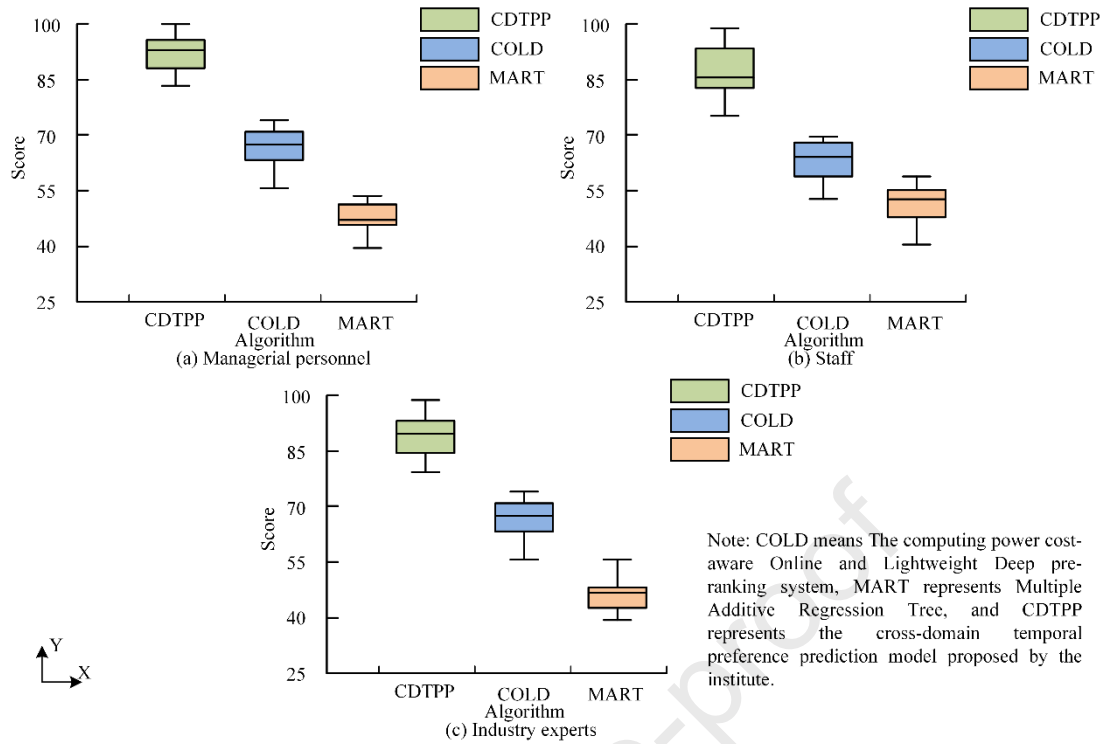 100
85
70
55
40
25
Score
CDTPP
COLD
MART
CDTPP
COLD
MART
Algorithm
(a) Managerial personnel
100
85
70
55
40
25
Score
CDTPP
COLD
MART
CDTPP
COLD
MART
Algorithm
(b) Staff
100
85
70
55
40
25
Score
CDTPP
COLD
MART
CDTPP
COLD
MART
Algorithm
(c) Industry experts
Note: COLD means The computing power cost-
aware Online and Lightweight Deep pre-
ranking system, MART represents Multiple
Additive Regression Tree, and CDTPP
represents the cross-domain temporal
preference prediction model proposed by the
institute.
Y
X
-proof